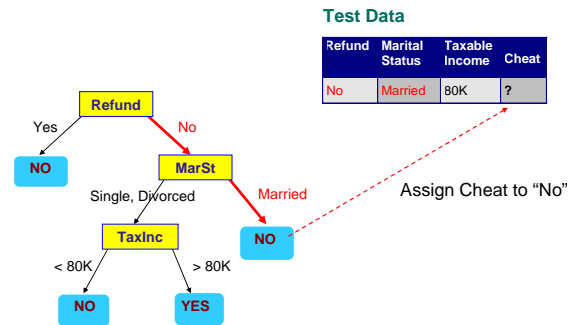 Test Data
Refund Marital Status Taxable Income Cheat
No Married 80K ?
Refund
Yes
No
NO
MarSt
Single, Divorced
Married
Assign Cheat to “No”
TaxInc
NO
< 80K
> 80K
NO
YES